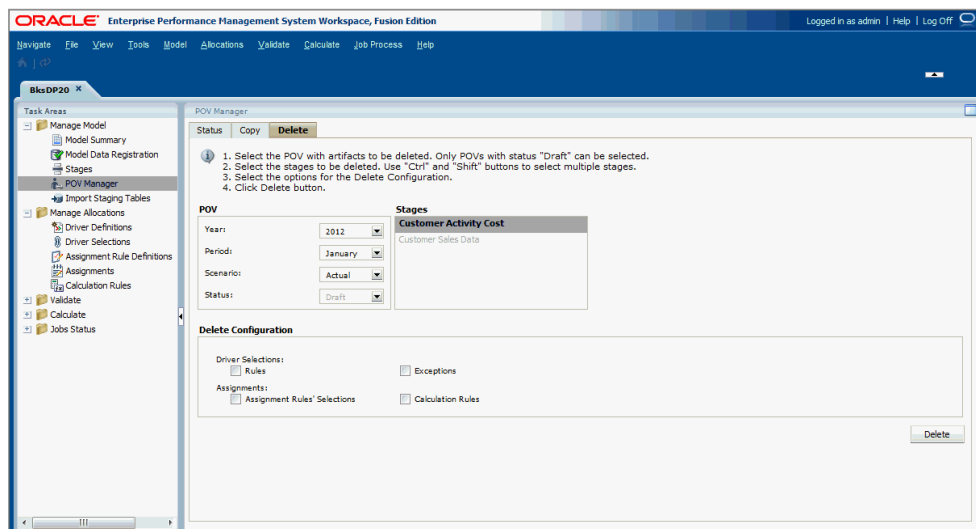 ORACLE® Enterprise Performance Management System Workspace, Fusion Edition
Logged in as admin | Help | Log Off
Navigate File View Tools Model Allocations Validate Calculate Job Process Help
BksDP20 ×
Task Areas
Manage Model
Model Summary
Model Data Registration
Stages
POV Manager
Import Staging Tables
Manage Allocations
Driver Definitions
Driver Selections
Assignment Rule Definitions
Assignments
Calculation Rules
Validate
Calculate
Jobs Status
POV Manager
Status Copy Delete
1. Select the POV with artifacts to be deleted. Only POVs with status "Draft" can be selected.
2. Select the stages to be deleted. Use "Ctrl" and "Shift" buttons to select multiple stages.
3. Select the options for the Delete Configuration.
4. Click Delete button.
POV
Year: 2012
Period: January
Scenario: Actual
Status: Draft
Stages
Customer Activity Cost
Customer Sales Data
Delete Configuration
Driver Selections:
Rules Exceptions
Assignments:
Assignment Rules' Selections Calculation Rules
Delete